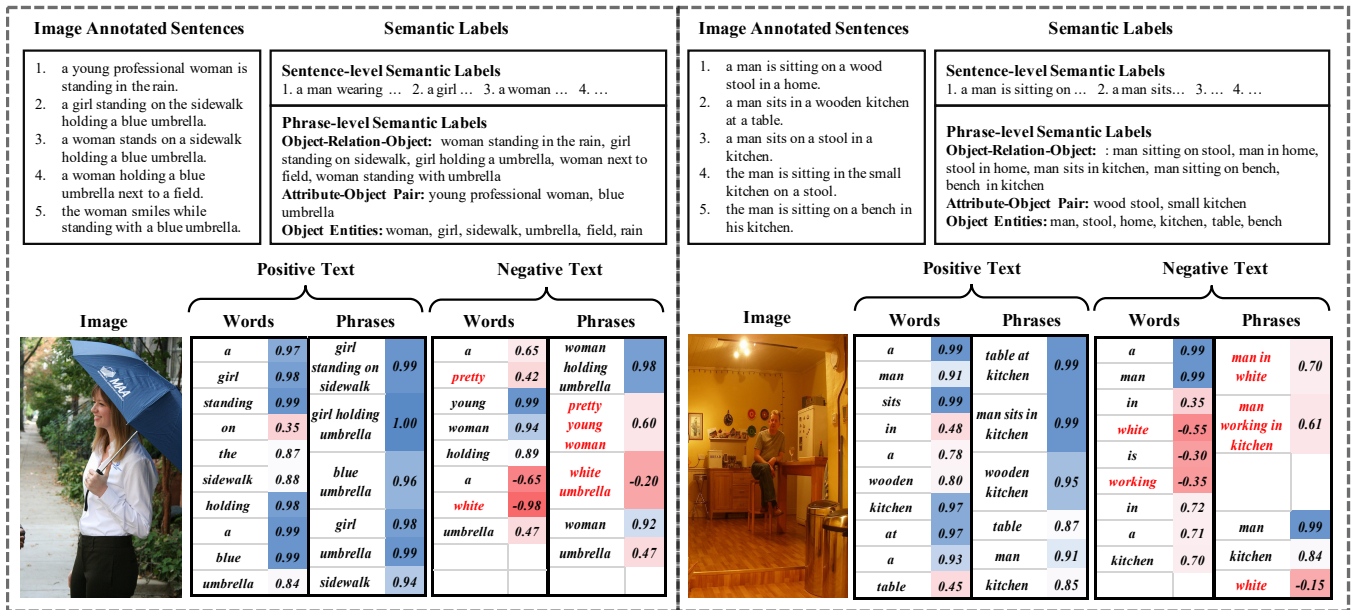 Image Annotated Sentences
1. a young professional woman is
standing in the rain.
2. a girl standing on the sidewalk
holding a blue umbrella.
3. a woman stands on a sidewalk
holding a blue umbrella.
4. a woman holding a blue
umbrella next to a field.
5. the woman smiles while
standing with a blue umbrella.
Semantic Labels
Sentence-level Semantic Labels
1. a man wearing … 2. a girl … 3. a woman … 4. …
Phrase-level Semantic Labels
Object-Relation-Object: woman standing in the rain, girl
standing on sidewalk, girl holding a umbrella, woman next to
field, woman standing with umbrella
Attribute-Object Pair: young professional woman, blue
umbrella
Object Entities: woman, girl, sidewalk, umbrella, field, rain
Positive Text
Negative Text
Image
Words
Phrases
Words
Phrases
MAA
a 0.97
girl 0.98
standing 0.99
on 0.35
the 0.87
sidewalk 0.88
holding 0.98
a 0.99
blue 0.99
umbrella 0.84
girl
standing on
sidewalk
0.99
girl holding
umbrella
1.00
blue
umbrella
0.96
girl 0.98
umbrella 0.99
sidewalk 0.94
a 0.65
pretty 0.42
young 0.99
woman 0.94
holding 0.89
a -0.65
white -0.98
umbrella 0.47
woman
holding
umbrella
0.98
pretty
young
woman
0.60
white
umbrella
-0.20
woman 0.92
umbrella 0.47
Image Annotated Sentences
1. a man is sitting on a wood
stool in a home.
2. a man sits in a wooden kitchen
at a table.
3. a man sits on a stool in a
kitchen.
4. the man is sitting in the small
kitchen on a stool.
5. the man is sitting on a bench in
his kitchen.
Semantic Labels
Sentence-level Semantic Labels
1. a man is sitting on … 2. a man sits… 3. … 4. …
Phrase-level Semantic Labels
Object-Relation-Object: : man sitting on stool, man in home,
stool in home, man sits in kitchen, man sitting on bench,
bench in kitchen
Attribute-Object Pair: wood stool, small kitchen
Object Entities: man, stool, home, kitchen, table, bench
Positive Text
Negative Text
Image
Words
Phrases
Words
Phrases
a 0.99
man 0.91
sits 0.99
in 0.48
a 0.78
wooden 0.80
kitchen 0.97
at 0.97
a 0.93
table 0.45
table at
kitchen
0.99
man sits in
kitchen
0.99
wooden
kitchen
0.95
table 0.87
man 0.91
kitchen 0.85
a 0.99
man 0.99
in 0.35
white -0.55
is -0.30
working -0.35
in 0.72
a 0.71
kitchen 0.70
man in
white
0.70
man
working in
kitchen
0.61
man 0.99
kitchen 0.84
white -0.15